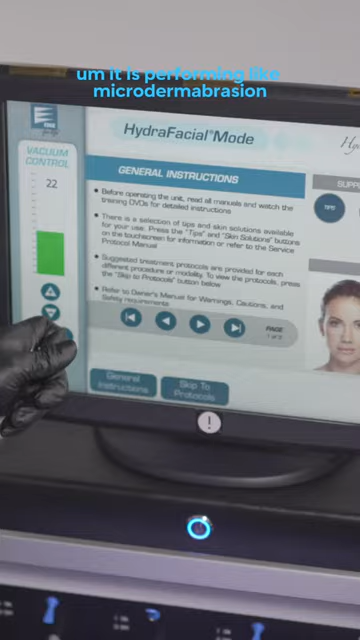 um it is performing like
microdermabrasion
EDGE
HydraFacial®Mode
VACUUM
CONTROL
22
GENERAL INSTRUCTIONS
• Before operating the unit, read all manuals and watch the
training DVDs for detailed instructions
• There is a selection of tips and skin solutions available
for your use. Press the "Tips" and "Skin Solutions" buttons
on the touchscreen for information or refer to the Service
Protocol Manual
• Suggested treatment protocols are provided for each
different procedure or modality. To view the protocols, press
the "Skip to Protocols" button below
• Refer to Owner's Manual for Warnings, Cautions, and
Safety requirements
PAGE
1 of
General
Instructions
Skip To
Protocols
Hy
SUPP
TIPS